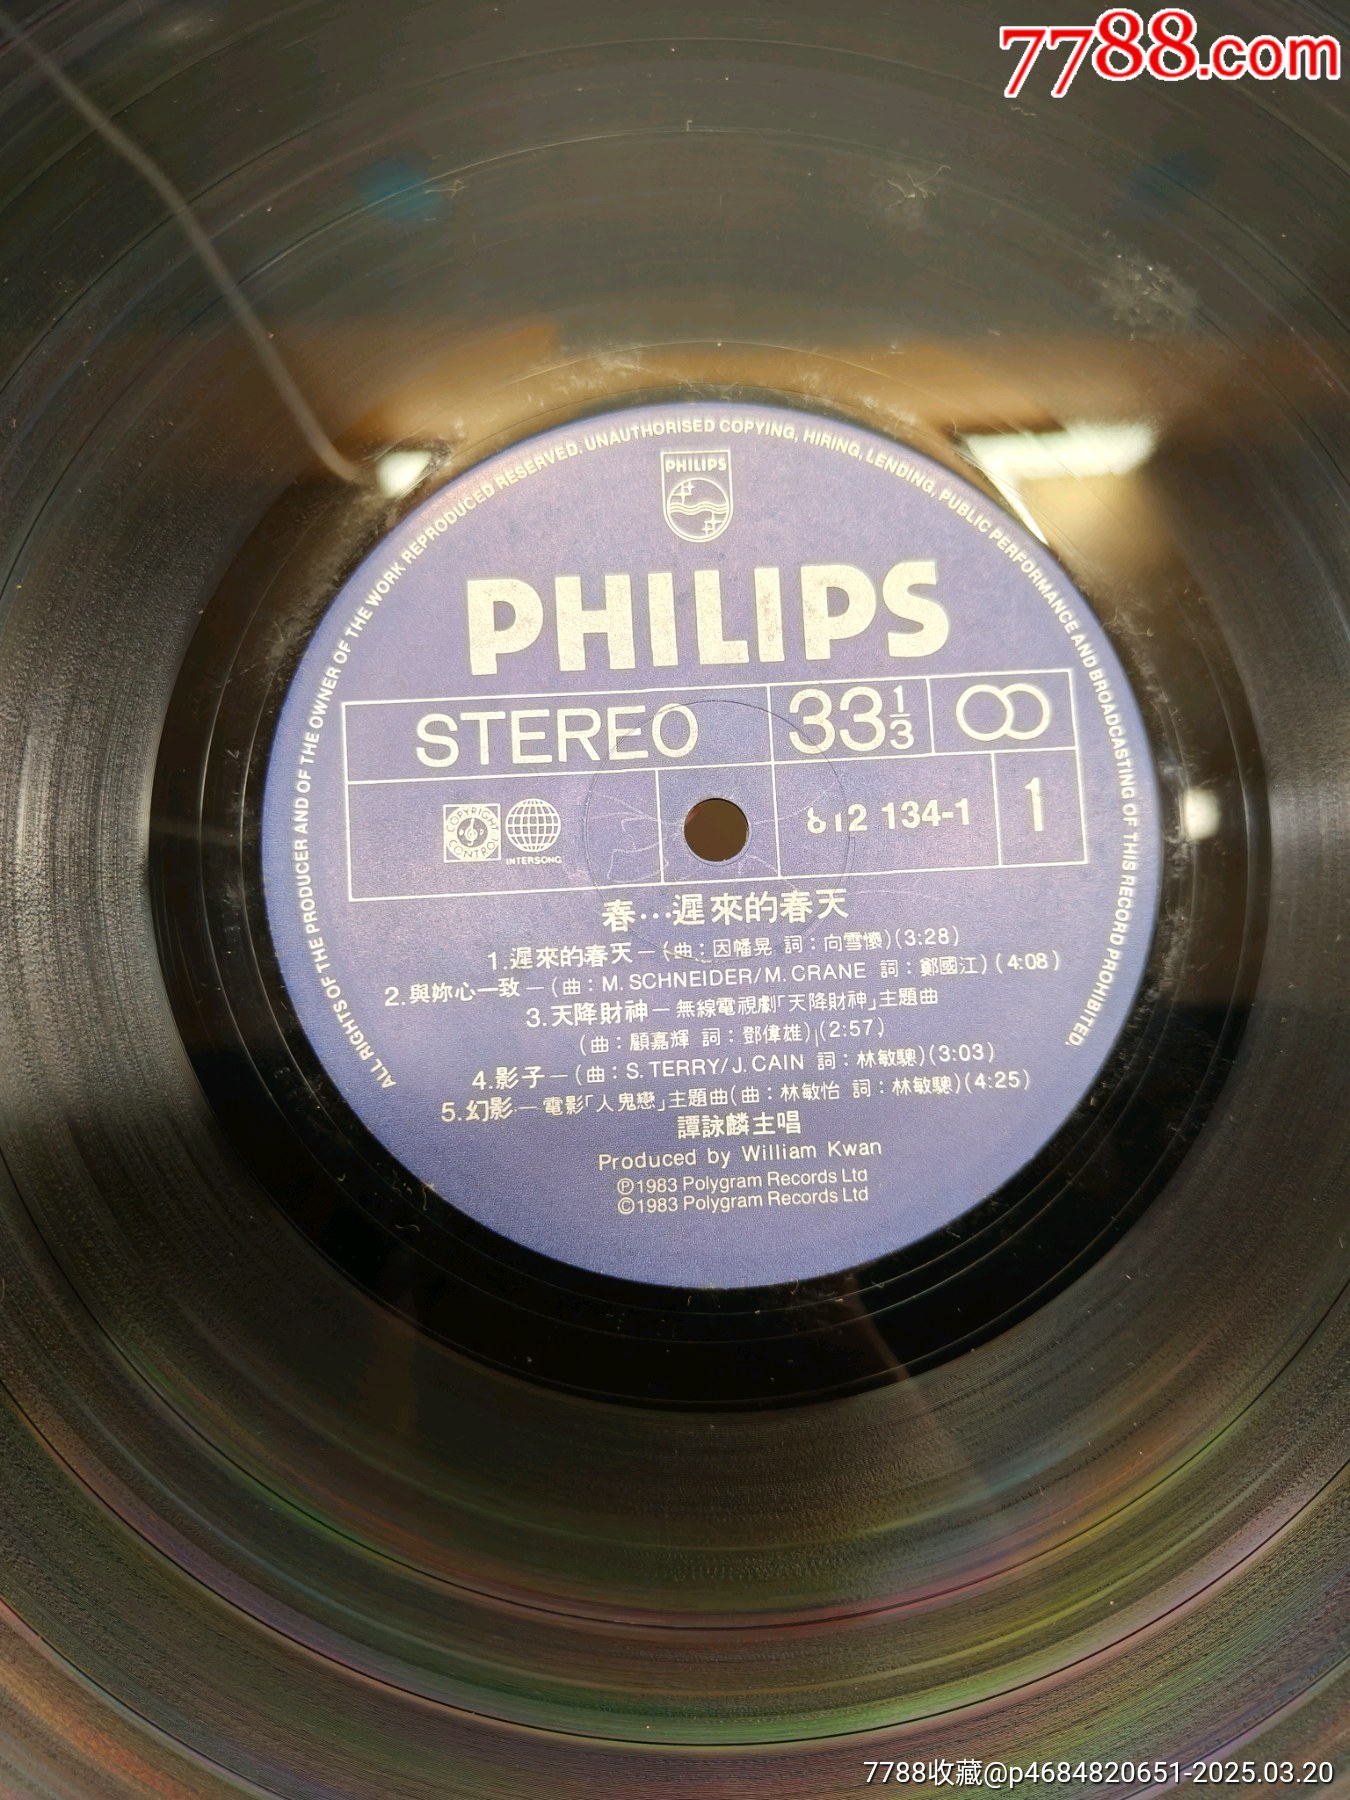 7788.com
ALL RIGHTS OF THE PRODUCER AND OF THE OWNER OF THE WORK REPRODUCED RESERVED. UNAUTHORISED COPYING, HIRING, LENDING, PUBLIC PERFORMANCE AND BROADCASTING OF THIS RECORD PROHIBITED.
PHILIPS
PHILIPS
STEREO 33 1/3
COPYRIGHT CONTROL INTERSONG 812 134-1 1
春…遲來的春天
1.遲來的春天—(曲:因幡晃 詞:向雪懷)(3:28)
2.與妳心一致—(曲:M. SCHNEIDER/M. CRANE 詞:鄭國江)(4:08)
3.天降財神—無線電視劇「天降財神」主題曲
(曲:顧嘉輝 詞:鄧偉雄)(2:57)
4.影子—(曲:S. TERRY/J. CAIN 詞:林敏驄)(3:03)
5.幻影—電影「人鬼戀」主題曲(曲:林敏怡 詞:林敏驄)(4:25)
譚詠麟主唱
Produced by William Kwan
Ⓟ1983 Polygram Records Ltd
©1983 Polygram Records Ltd
7788收藏@p4684820651-2025.03.20